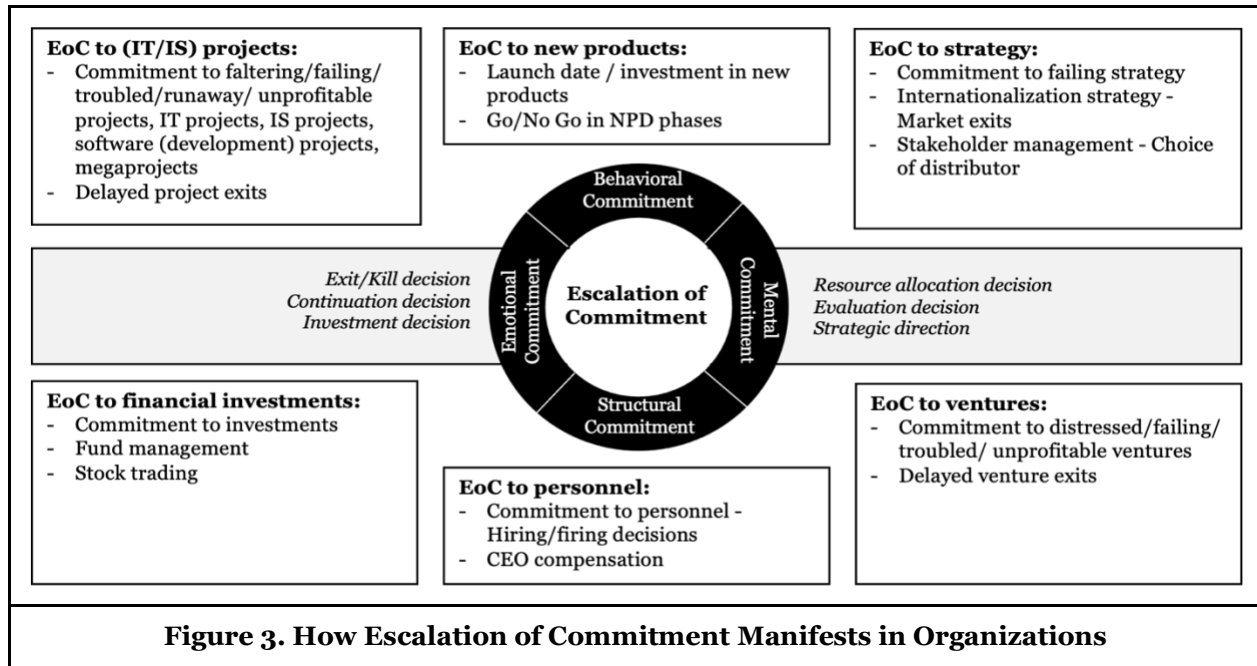 EoC to (IT/IS) projects:
- Commitment to faltering/failing/
troubled/runaway/ unprofitable
projects, IT projects, IS projects,
software (development) projects,
megaprojects
- Delayed project exits
EoC to new products:
- Launch date / investment in new
products
- Go/No Go in NPD phases
EoC to strategy:
- Commitment to failing strategy
- Internationalization strategy -
Market exits
- Stakeholder management - Choice
of distributor
Exit/Kill decision
Continuation decision
Investment decision
Behavioral
Commitment
Emotional
Commitment
Escalation of
Commitment
Mental
Commitment
Structural
Commitment
Resource allocation decision
Evaluation decision
Strategic direction
EoC to financial investments:
- Commitment to investments
- Fund management
- Stock trading
EoC to personnel:
- Commitment to personnel -
Hiring/firing decisions
- CEO compensation
EoC to ventures:
- Commitment to distressed/failing/
troubled/ unprofitable ventures
- Delayed venture exits
Figure 3. How Escalation of Commitment Manifests in Organizations